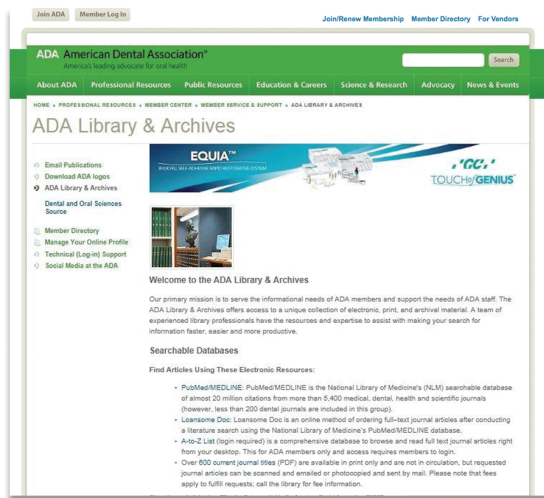 Join ADA Member Log In
Join/Renew Membership Member Directory For Vendors
ADA American Dental Association®
America's leading advocate for oral health
Search
About ADA Professional Resources Public Resources Education & Careers Science & Research Advocacy News & Events
HOME PROFESSIONAL RESOURCES MEMBER CENTER MEMBER SERVICE & SUPPORT ADA LIBRARY & ARCHIVES
ADA Library & Archives
Email Publications
Download ADA logos
ADA Library & Archives
Dental and Oral Sciences
Source
Member Directory
Manage Your Online Profile
Technical (Log-in) Support
Social Media at the ADA
EQUIA™
BULK FILL SELF-ADHESIVE RAPID RESTORATIVE SYSTEM
'GC,'
TOUCH of GENIUS
Welcome to the ADA Library & Archives
Our primary mission is to serve the informational needs of ADA members and support the needs of ADA staff. The
ADA Library & Archives offers access to a unique collection of electronic, print, and archival material. A team of
experienced library professionals have the resources and expertise to assist with making your search for
information faster, easier and more productive.
Searchable Databases
Find Articles Using These Electronic Resources:
• PubMed/MEDLINE: PubMed/MEDLINE is the National Library of Medicine's (NLM) searchable database
of almost 20 million citations from more than 5,400 medical, dental, health and scientific journals
(however, less than 200 dental journals are included in this group).
• Loansome Doc: Loansome Doc is an online method of ordering full-text journal articles after conducting
a literature search using the National Library of Medicine's PubMed/MEDLINE database.
• A-to-Z List (login required) is a comprehensive database to browse and read full text journal articles right
from your desktop. This for ADA members only and access requires members to login.
• Over 600 current journal titles (PDF) are available in print only and are not in circulation, but requested
journal articles can be scanned and emailed or photocopied and sent by mail. Please note that fees
apply to fulfill requests; call the library for fee information.